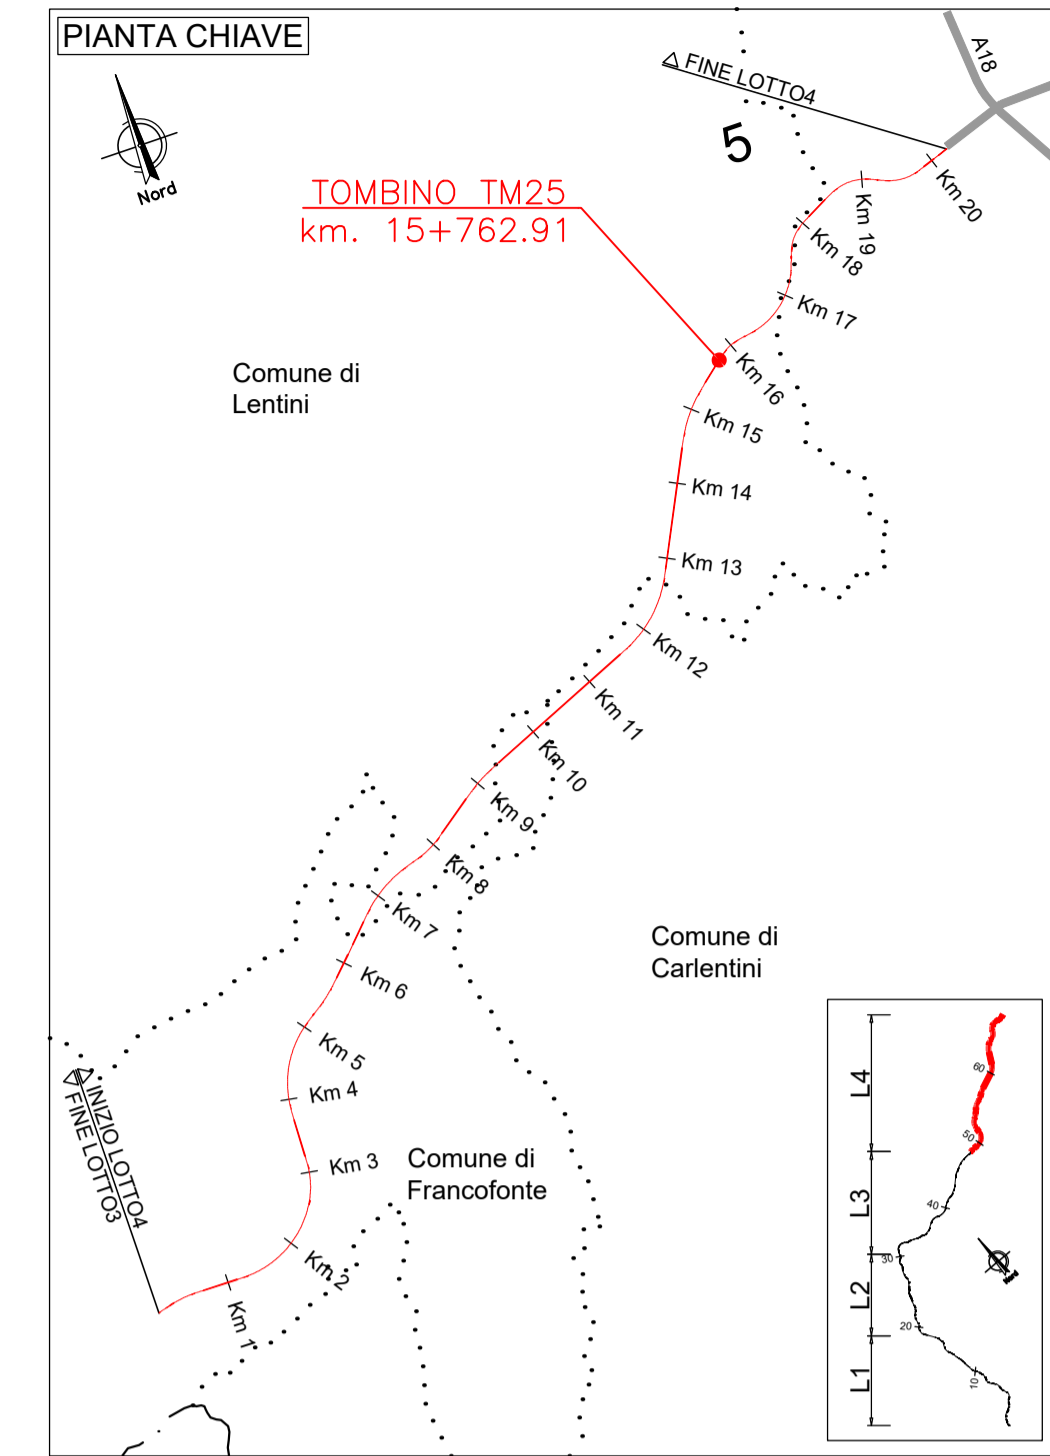 PIANTA CHIAVE
Nord
FINE LOTTO4
A18
5
TOMBINO TM25
km. 15+762.91
Km 20
Km 19
Km 18
Km 17
Km 16
Km 15
Km 14
Km 13
Km 12
Km 11
Km 10
Km 9
Km 8
Km 7
Km 6
Km 5
Km 4
Km 3
Km 2
Km 1
Comune di
Lentini
Comune di
Carlentini
Comune di
Francofonte
INIZIO LOTTO4
FINE LOTTO3
L4
L3
L2
L1
60
50
40
30
20
10